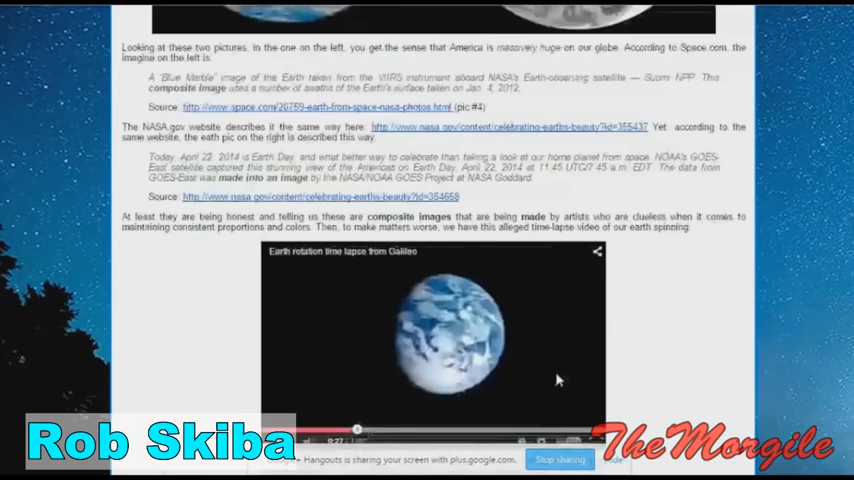 Looking at these two pictures, in the one on the left, you get the sense that America is massively huge on our globe. According to Space.com, the
imagine on the left is:
A "Blue Marble" image of the Earth taken from the VIIRS instrument aboard NASA's Earth-observing satellite — Suomi NPP. This
composite image uses a number of swaths of the Earth's surface taken on Jan. 4, 2012.
Source: http://www.space.com/20759-earth-from-space-nasa-photos.html (pic #4)
The NASA.gov website describes it the same way here: http://www.nasa.gov/content/celebrating-earths-beauty?id=355437 Yet, according to the
same website, the eath pic on the right is described this way:
Today, April 22, 2014 is Earth Day, and what better way to celebrate than taking a look at our home planet from space. NOAA's GOES-
East satellite captured this stunning view of the Americas on Earth Day, April 22, 2014 at 11:45 UTC/7:45 a.m. EDT. The data from
GOES-East was made into an image by the NASA/NOAA GOES Project at NASA Goddard.
Source: http://www.nasa.gov/content/celebrating-earths-beauty?id=354658
At least they are being honest and telling us these are composite images that are being made by artists who are clueless when it comes to
maintaining consistent proportions and colors. Then, to make matters worse, we have this alleged time-lapse video of our earth spinning:
Earth rotation time lapse from Galileo
0:27
Hangouts is sharing your screen with plus.google.com.
Stop sharing
Hide
Rob Skiba
TheMorgile